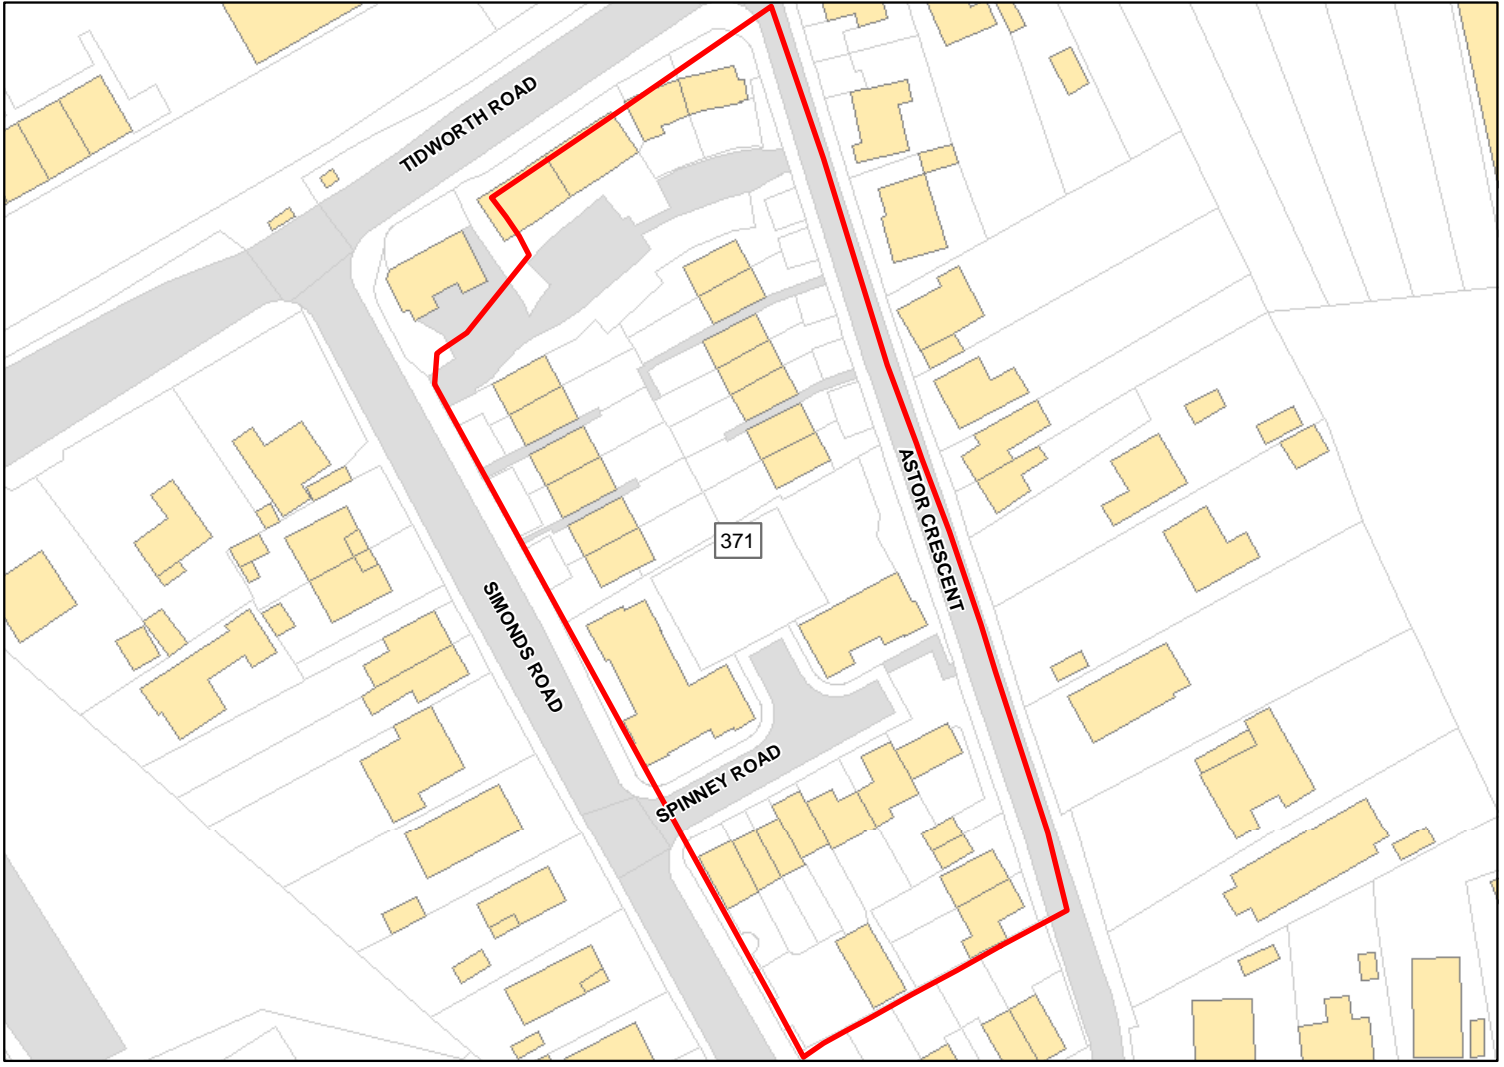 TIDWORTH ROAD
ASTOR CRESCENT
371
SIMONDS ROAD
SPINNEY ROAD